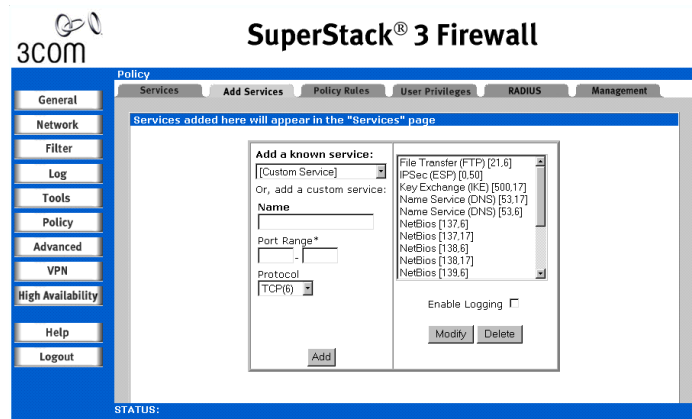 3COM
SuperStack® 3 Firewall
Policy
Services
Add Services
Policy Rules
User Privileges
RADIUS
Management
General
Network
Filter
Log
Tools
Policy
Advanced
VPN
High Availability
Help
Logout
Services added here will appear in the "Services" page
Add a known service:
[Custom Service]
Or, add a custom service:
Name
Port Range*
-
Protocol
TCP(6)
Add
File Transfer (FTP) [21,6]
IPSec (ESP) [0,50]
Key Exchange (IKE) [500,17]
Name Service (DNS) [53,17]
Name Service (DNS) [53,6]
NetBios [137,6]
NetBios [137,17]
NetBios [138,6]
NetBios [138,17]
NetBios [139,6]
Enable Logging
Modify
Delete
STATUS: